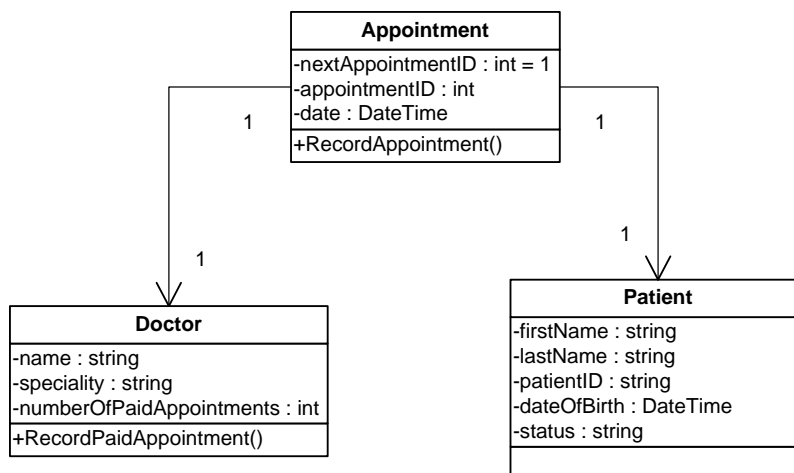 Appointment
-nextAppointmentID : int = 1
-appointmentID : int
-date : DateTime
+RecordAppointment()
1
1
1
1
Doctor
-name : string
-speciality : string
-numberOfPaidAppointments : int
+RecordPaidAppointment()
Patient
-firstName : string
-lastName : string
-patientID : string
-dateOfBirth : DateTime
-status : string